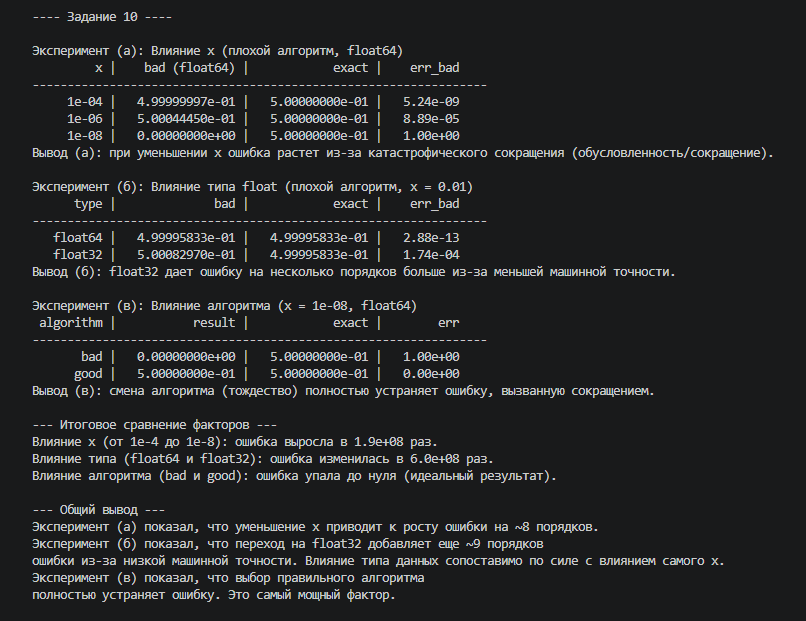 ---- Задание 10 ----
Эксперимент (а): Влияние x (плохой алгоритм, float64)
x | bad (float64) | exact | err_bad
-----------------------------------------------------------------
1e-04 | 4.99999997e-01 | 5.00000000e-01 | 5.24e-09
1e-06 | 5.00044450e-01 | 5.00000000e-01 | 8.89e-05
1e-08 | 0.00000000e+00 | 5.00000000e-01 | 1.00e+00
Вывод (а): при уменьшении x ошибка растет из-за катастрофического сокращения (обусловленность/сокращение).
Эксперимент (б): Влияние типа float (плохой алгоритм, x = 0.01)
type | bad | exact | err_bad
-----------------------------------------------------------------
float64 | 4.99995833e-01 | 4.99995833e-01 | 2.88e-13
float32 | 5.00082970e-01 | 4.99995833e-01 | 1.74e-04
Вывод (б): float32 дает ошибку на несколько порядков больше из-за меньшей машинной точности.
Эксперимент (в): Влияние алгоритма (x = 1e-08, float64)
algorithm | result | exact | err
-----------------------------------------------------------------
bad | 0.00000000e+00 | 5.00000000e-01 | 1.00e+00
good | 5.00000000e-01 | 5.00000000e-01 | 0.00e+00
Вывод (в): смена алгоритма (тождество) полностью устраняет ошибку, вызванную сокращением.
--- Итоговое сравнение факторов ---
Влияние x (от 1e-4 до 1e-8): ошибка выросла в 1.9e+08 раз.
Влияние типа (float64 и float32): ошибка изменилась в 6.0e+08 раз.
Влияние алгоритма (bad и good): ошибка упала до нуля (идеальный результат).
--- Общий вывод ---
Эксперимент (а) показал, что уменьшение x приводит к росту ошибки на ~8 порядков.
Эксперимент (б) показал, что переход на float32 добавляет еще ~9 порядков
ошибки из-за низкой машинной точности. Влияние типа данных сопоставимо по силе с влиянием самого x.
Эксперимент (в) показал, что выбор правильного алгоритма
полностью устраняет ошибку. Это самый мощный фактор.